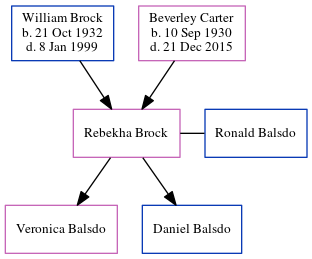 William Brock
b. 21 Oct 1932
d. 8 Jan 1999
Beverley Carter
b. 10 Sep 1930
d. 21 Dec 2015
Rebekha Brock
Ronald Balsdo
Veronica Balsdo
Daniel Balsdo